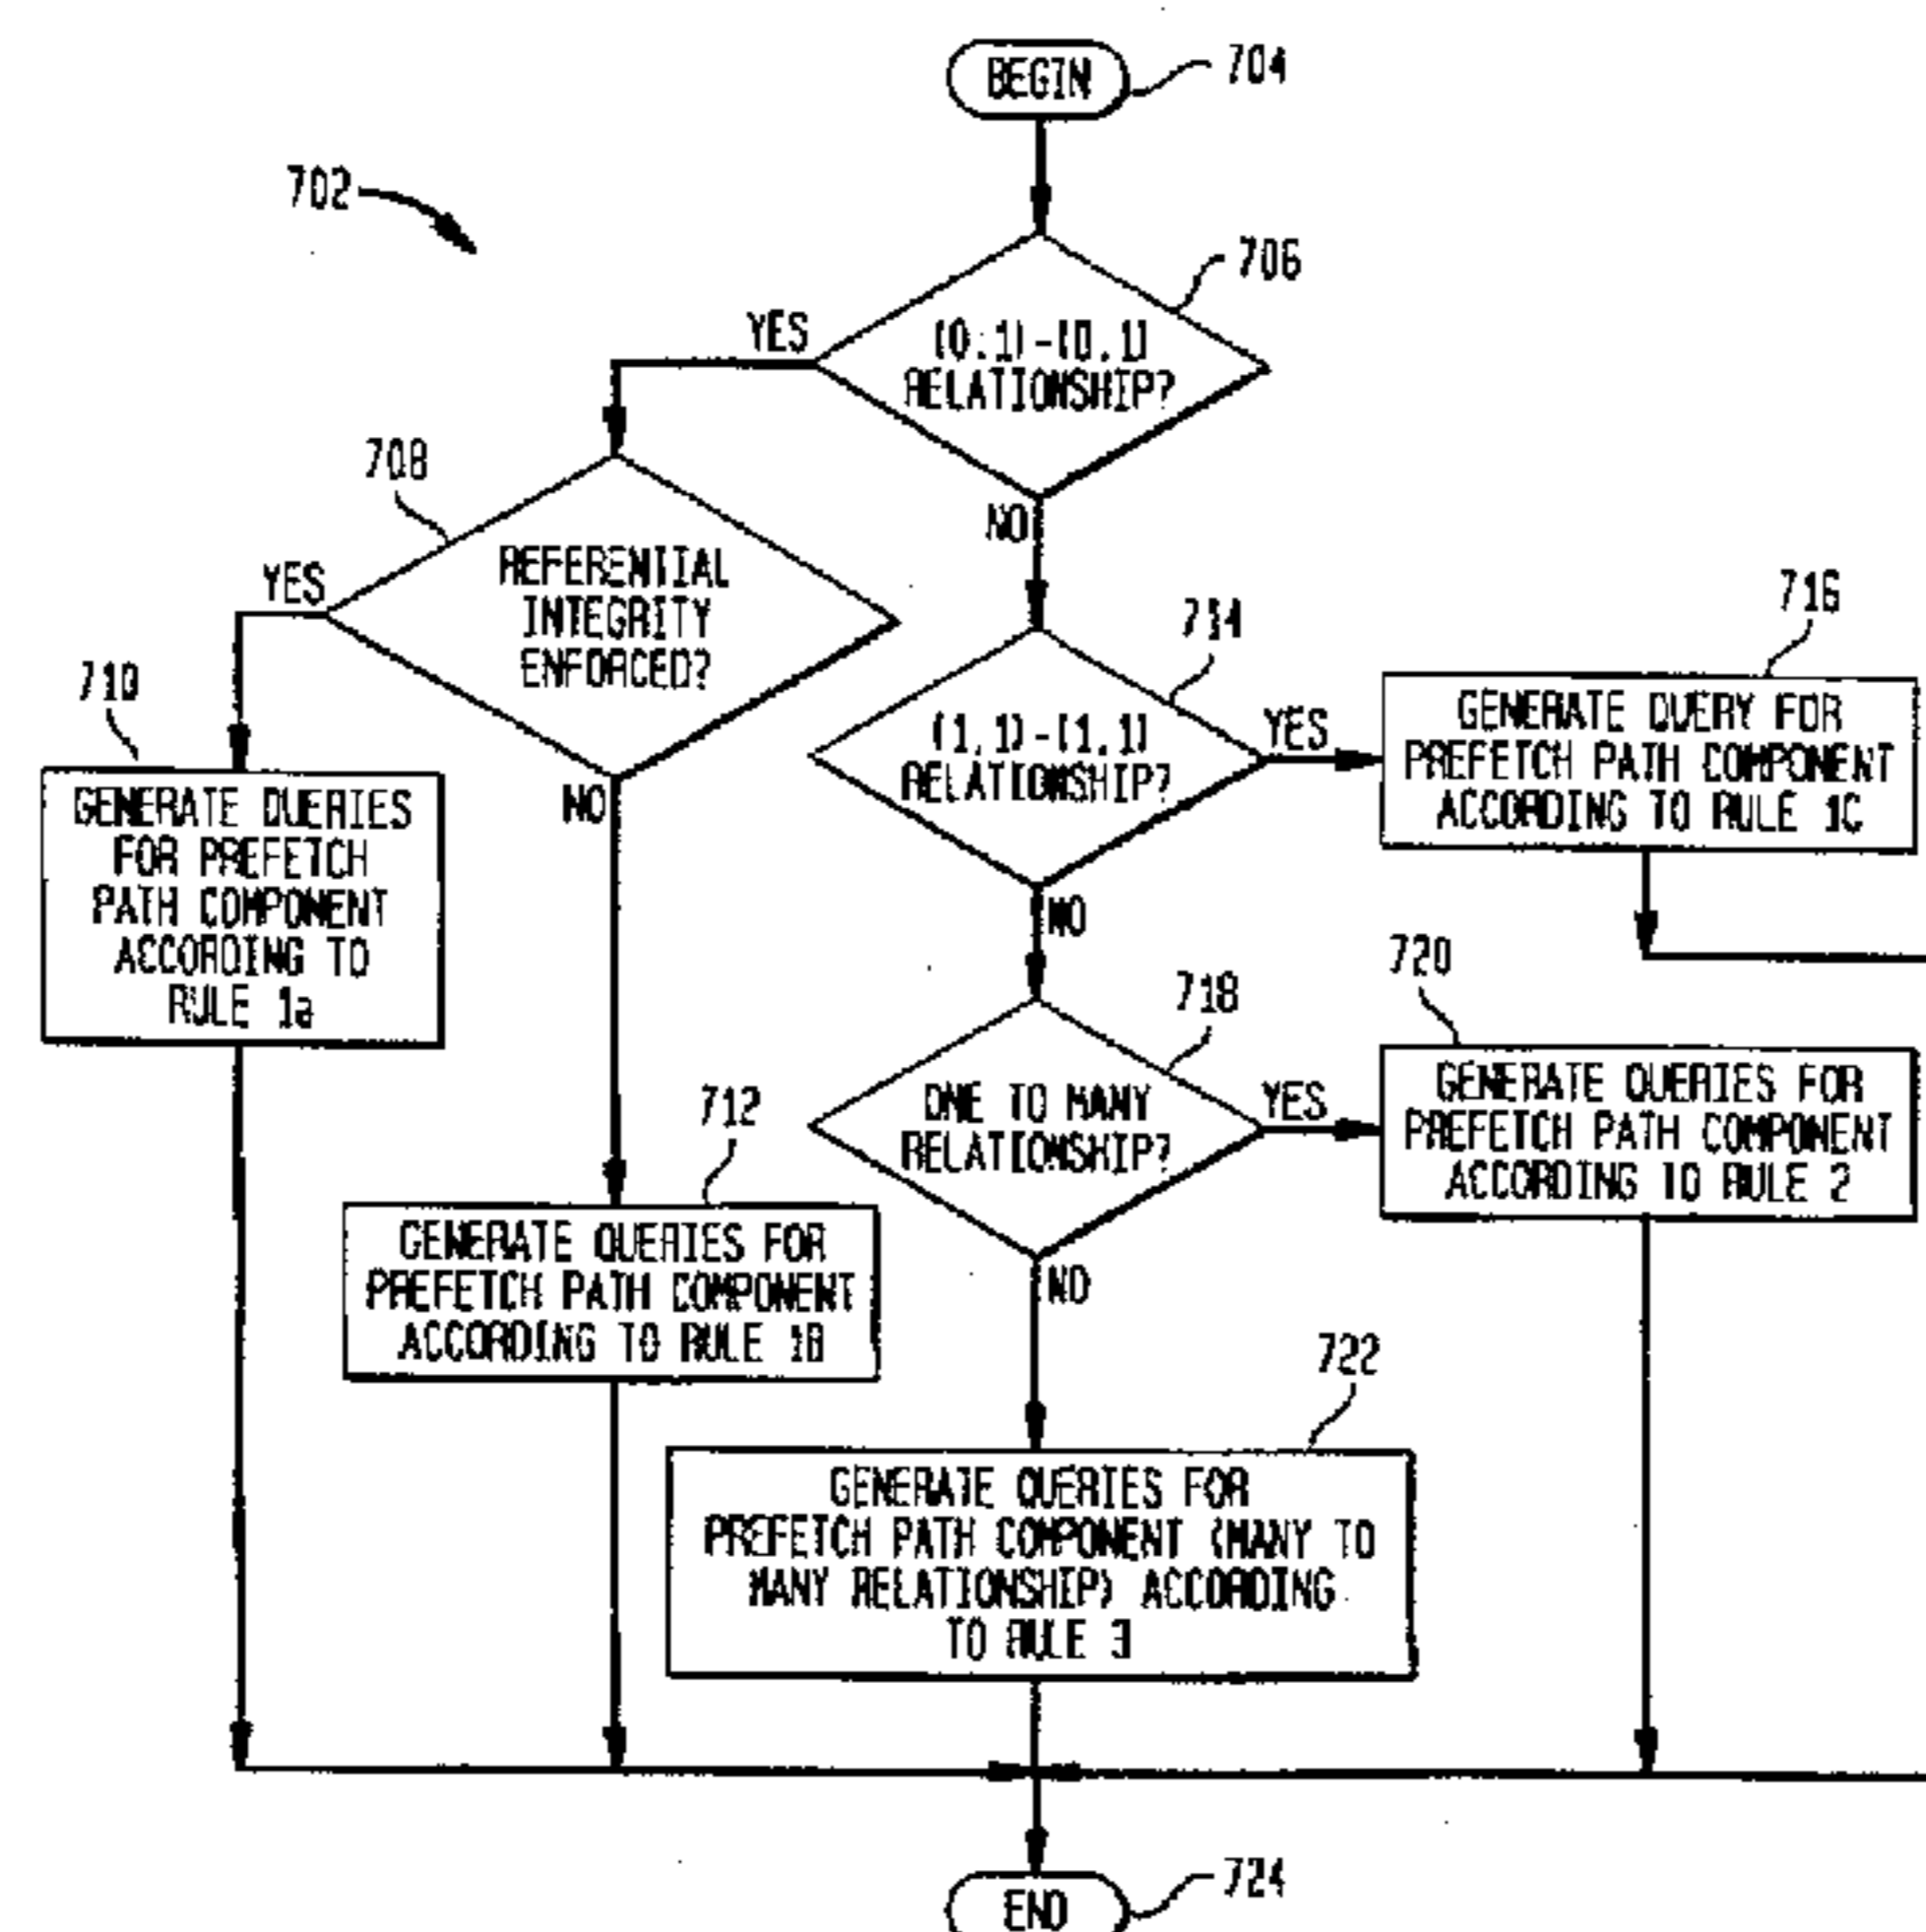 BEGIN
704
702
706
YES
(0,1)-(0,1)
RELATIONSHIP?
NO
708
YES
REFERENTIAL
INTEGRITY
ENFORCED?
NO
710
GENERATE QUERIES
FOR PREFETCH
PATH COMPONENT
ACCORDING TO
RULE 1a
714
(1,1)-(1,1)
RELATIONSHIP?
YES
NO
716
GENERATE QUERY FOR
PREFETCH PATH COMPONENT
ACCORDING TO RULE 1C
718
ONE TO MANY
RELATIONSHIP?
YES
NO
720
GENERATE QUERIES FOR
PREFETCH PATH COMPONENT
ACCORDING TO RULE 2
712
GENERATE QUERIES FOR
PREFETCH PATH COMPONENT
ACCORDING TO RULE 1B
722
GENERATE QUERIES FOR
PREFETCH PATH COMPONENT (MANY TO
MANY RELATIONSHIP) ACCORDING
TO RULE 3
END
724